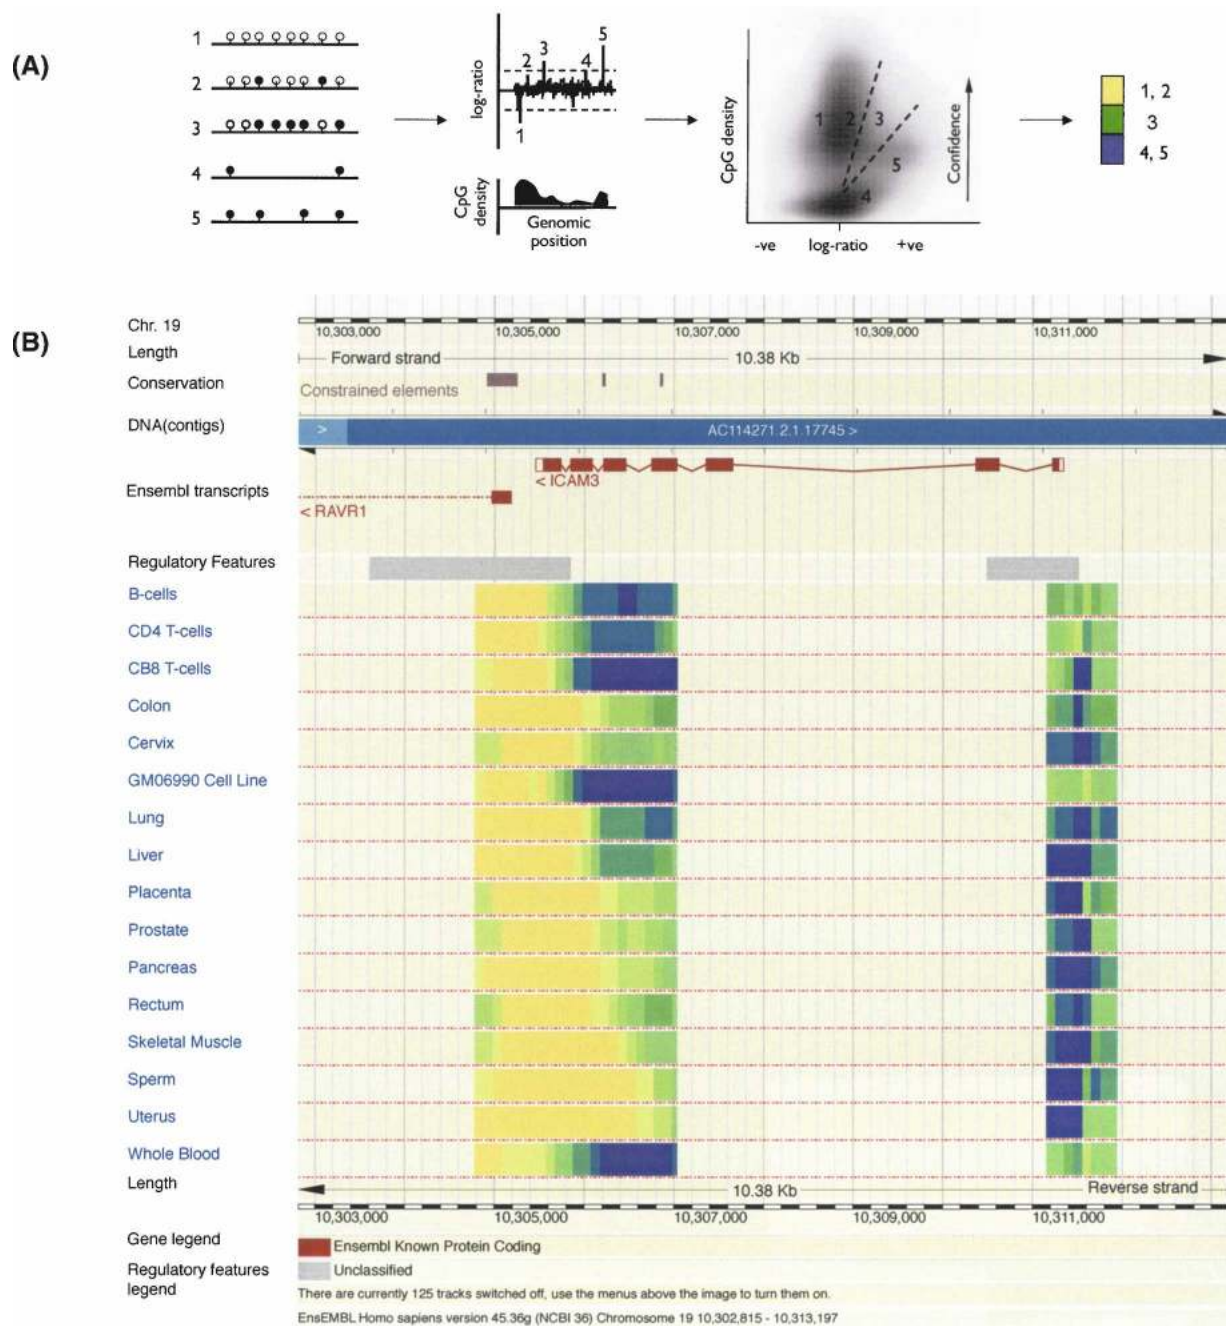 (A)
1
2
3
4
5
log-ratio
1
2
3
4
5
CpG density
Genomic position
CpG density
1
2
3
4
5
-ve log-ratio +ve
Confidence
1, 2
3
4, 5
(B)
Chr. 19
10,303,000 10,305,000 10,307,000 10,309,000 10,311,000
Length Forward strand 10.38 Kb
Conservation Constrained elements
DNA(contigs) > AC114271.2.1.17745 >
< ICAM3
Ensembl transcripts
< RAVR1
Regulatory Features
B-cells
CD4 T-cells
CB8 T-cells
Colon
Cervix
GM06990 Cell Line
Lung
Liver
Placenta
Prostate
Pancreas
Rectum
Skeletal Muscle
Sperm
Uterus
Whole Blood
Length 10.38 Kb Reverse strand
10,303,000 10,305,000 10,307,000 10,309,000 10,311,000
Gene legend Ensembl Known Protein Coding
Regulatory features legend Unclassified
There are currently 125 tracks switched off, use the menus above the image to turn them on.
EnsEMBL Homo sapiens version 45.36g (NCBI 36) Chromosome 19 10,302,815 - 10,313,197